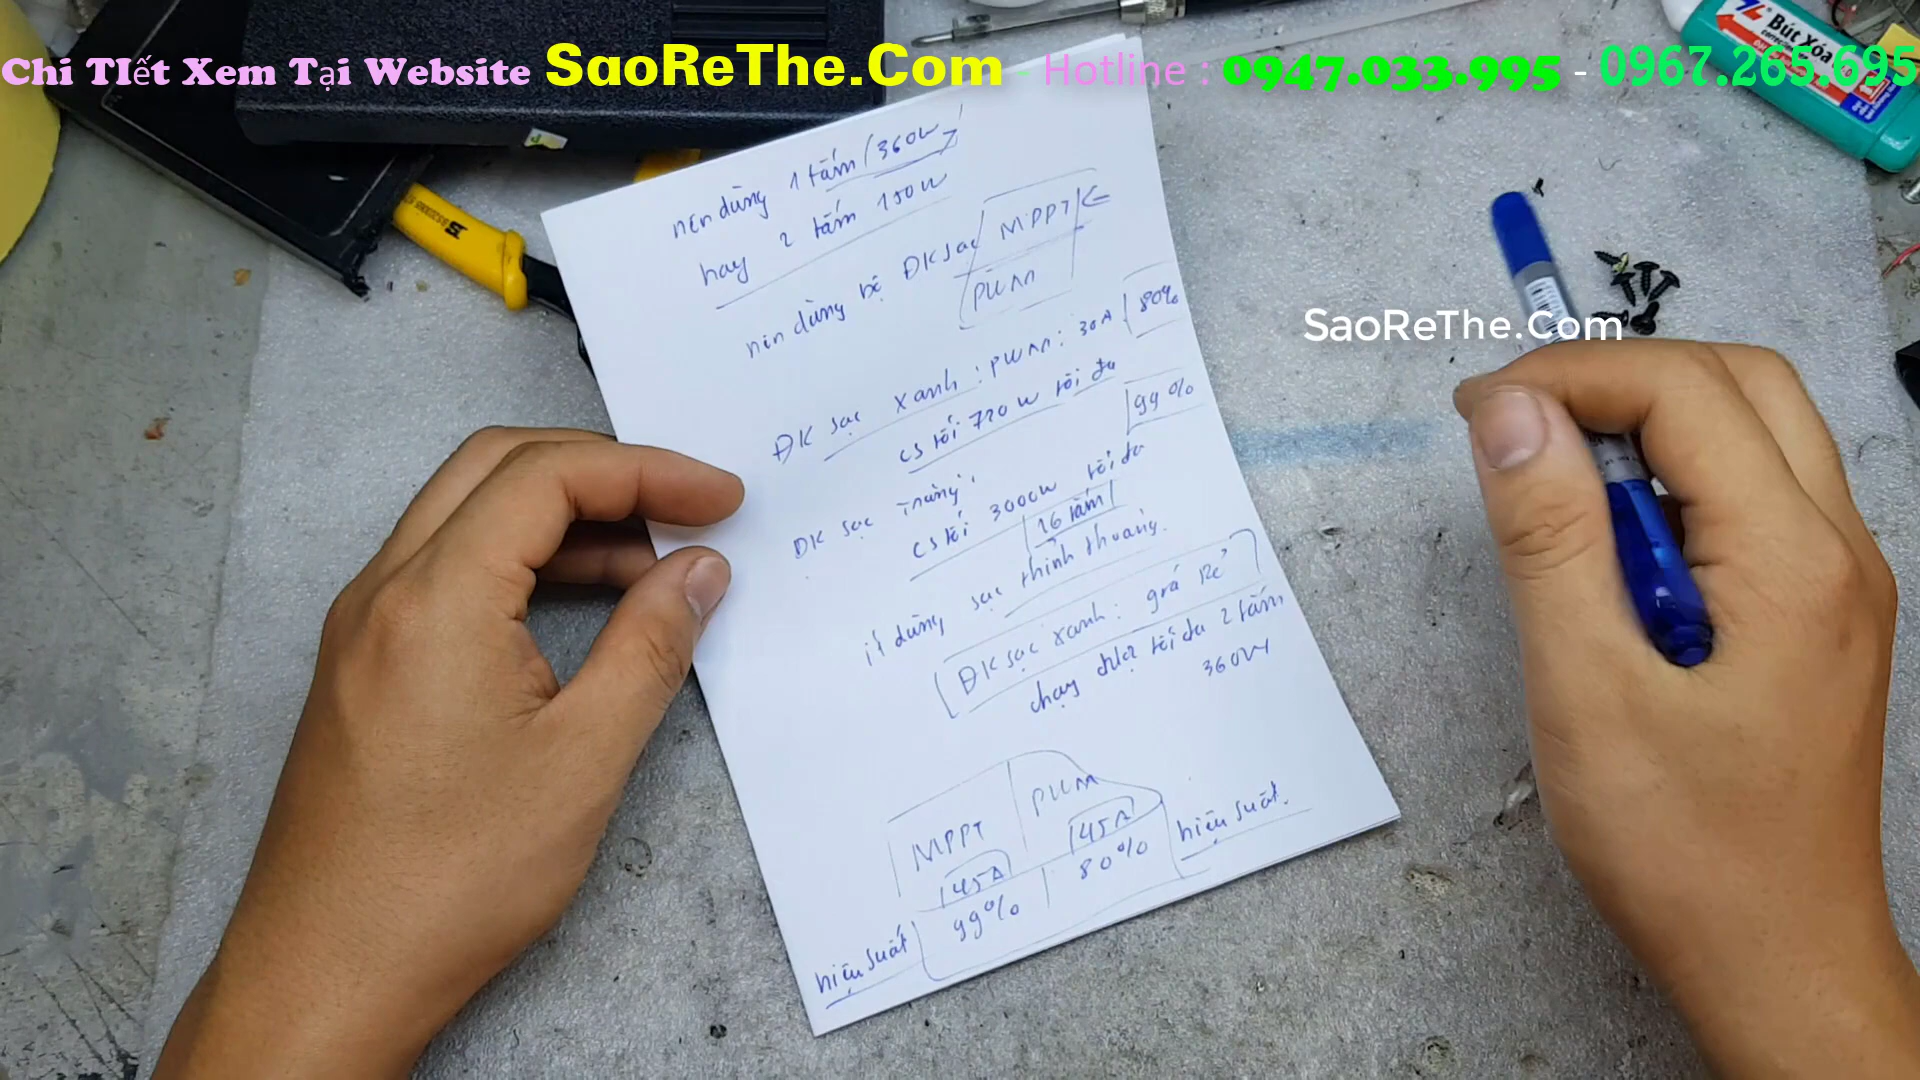 Chi TIết Xem Tại Website SaoReThe.Com - Hotline : 0947.033.995 - 0967.265.695
Bút Xóa
nên dùng 1 tấm (360W)
hay 2 tấm 150W
nên dùng bộ ĐK sạc MPPT
PWM
ĐK sạc xanh : PWM : 30A 80%
CS tối 720W tối đa
99%
ĐK sạc Trắng :
CS tối 3000W tối đa
16 tấm
ít dùng sạc thỉnh thoảng.
ĐK sạc xanh : giá Rẻ
chạy đc tối đa 2 tấm
360W
MPPT PWM
45A 45A
99% 80% hiệu suất.
hiệu suất
SaoReThe.Com